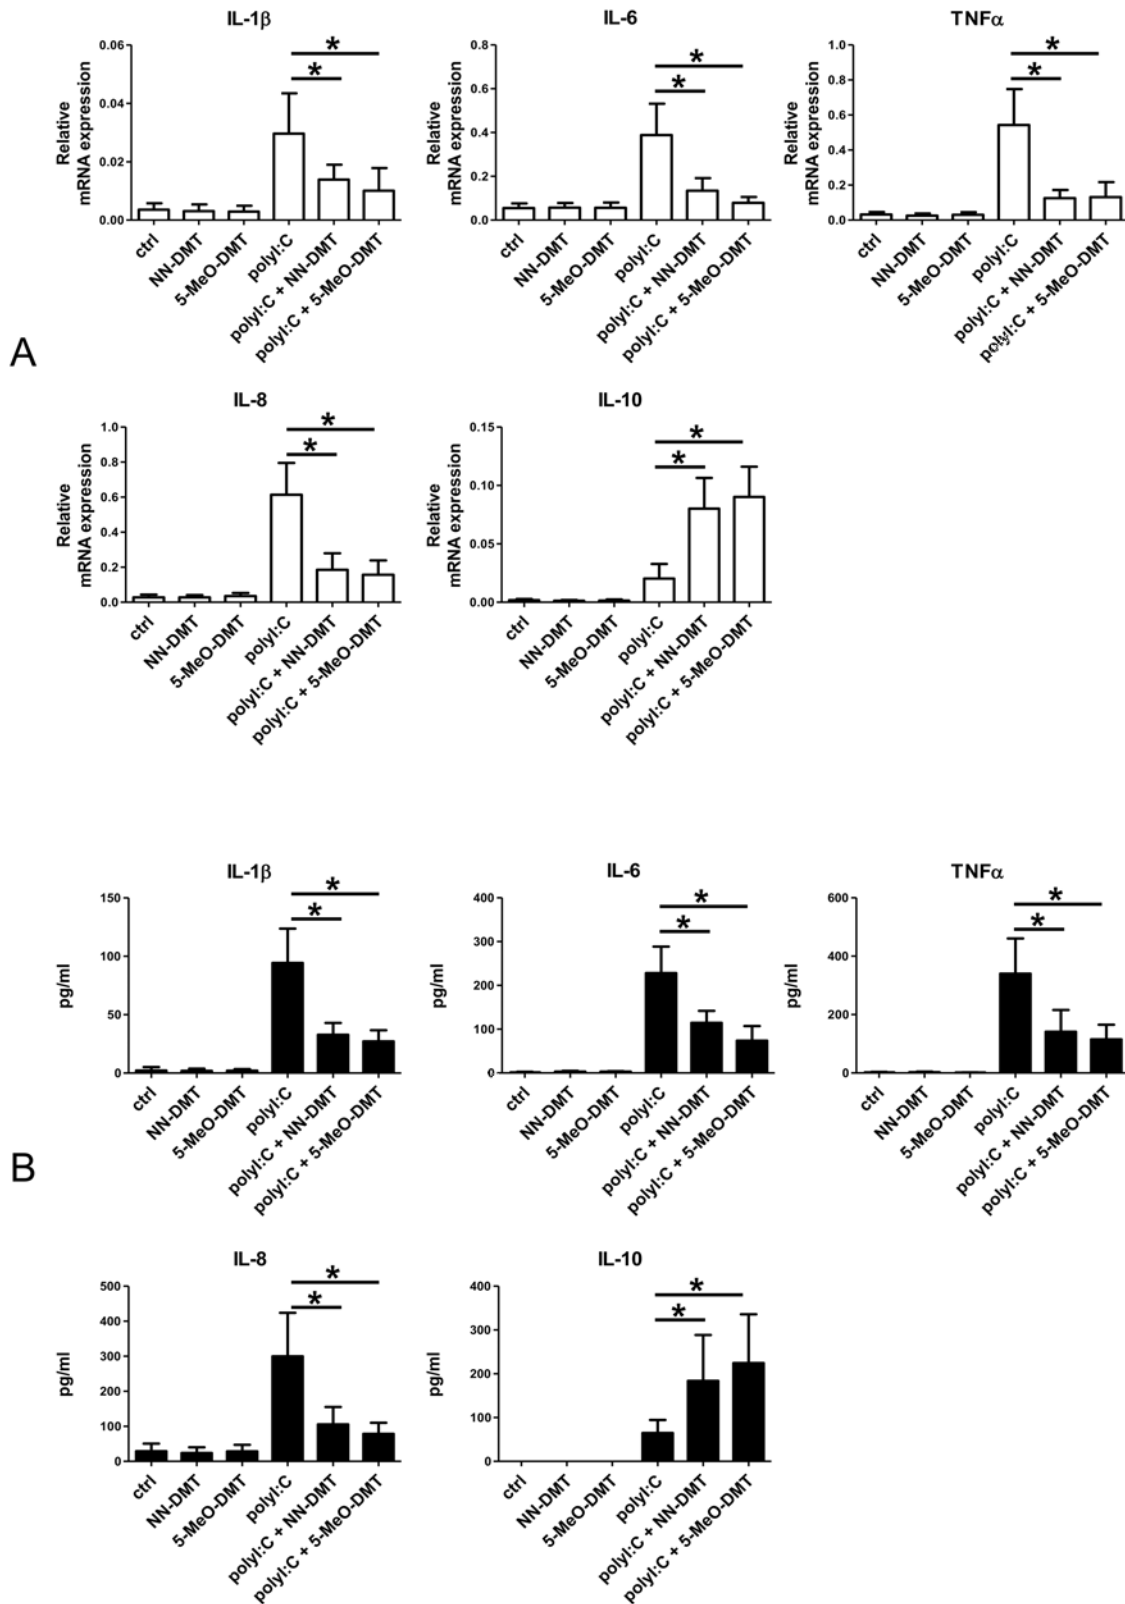 IL-1β
IL-6
TNFα
Relative
mRNA expression
0.06
0.04
0.02
0.00
*
*
ctrl
NN-DMT
5-MeO-DMT
polyI:C
polyI:C + NN-DMT
polyI:C + 5-MeO-DMT
Relative
mRNA expression
0.8
0.6
0.4
0.2
0.0
*
*
ctrl
NN-DMT
5-MeO-DMT
polyI:C
polyI:C + NN-DMT
polyI:C + 5-MeO-DMT
Relative
mRNA expression
1.0
0.8
0.6
0.4
0.2
0.0
*
*
ctrl
NN-DMT
5-MeO-DMT
polyI:C
polyI:C + NN-DMT
polyI:C + 5-MeO-DMT
A
IL-8
IL-10
Relative
mRNA expression
1.0
0.8
0.6
0.4
0.2
0.0
*
*
ctrl
NN-DMT
5-MeO-DMT
polyI:C
polyI:C + NN-DMT
polyI:C + 5-MeO-DMT
Relative
mRNA expression
0.15
0.10
0.05
0.00
*
*
ctrl
NN-DMT
5-MeO-DMT
polyI:C
polyI:C + NN-DMT
polyI:C + 5-MeO-DMT
IL-1β
IL-6
TNFα
pg/ml
150
100
50
0
*
*
ctrl
NN-DMT
5-MeO-DMT
polyI:C
polyI:C + NN-DMT
polyI:C + 5-MeO-DMT
pg/ml
400
300
200
100
0
*
*
ctrl
NN-DMT
5-MeO-DMT
polyI:C
polyI:C + NN-DMT
polyI:C + 5-MeO-DMT
pg/ml
600
400
200
0
*
*
ctrl
NN-DMT
5-MeO-DMT
polyI:C
polyI:C + NN-DMT
polyI:C + 5-MeO-DMT
B
IL-8
IL-10
pg/ml
500
400
300
200
100
0
*
*
ctrl
NN-DMT
5-MeO-DMT
polyI:C
polyI:C + NN-DMT
polyI:C + 5-MeO-DMT
pg/ml
400
300
200
100
0
*
*
ctrl
NN-DMT
5-MeO-DMT
polyI:C
polyI:C + NN-DMT
polyI:C + 5-MeO-DMT